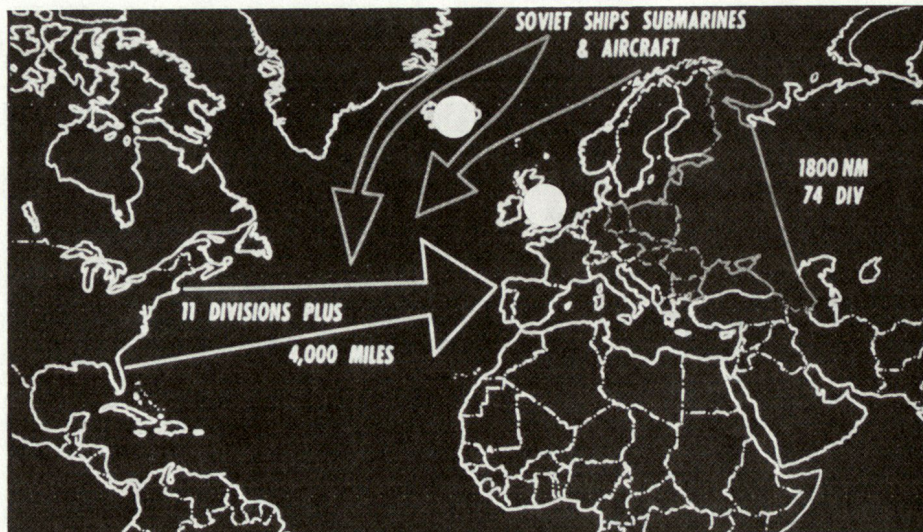 SOVIET SHIPS SUBMARINES
& AIRCRAFT
1800 NM
74 DIV
11 DIVISIONS PLUS
4,000 MILES